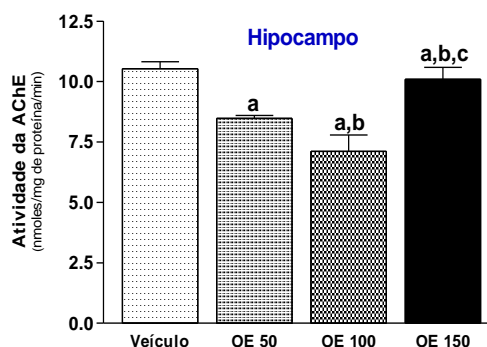 Hipocampo
Atividade da AChE
(nmoles/mg de proteína/min)
12.5
10.0
7.5
5.0
2.5
0.0
a
a,b
a,b,c
Veículo
OE 50
OE 100
OE 150